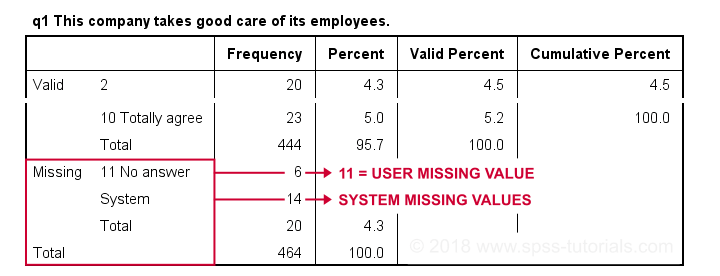 q1 This company takes good care of its employees.
Frequency Percent Valid Percent Cumulative Percent
Valid 2 20 4.3 4.5 4.5
10 Totally agree 23 5.0 5.2 100.0
Total 444 95.7 100.0
Missing 11 No answer 6 11 = USER MISSING VALUE
System 14 SYSTEM MISSING VALUES
Total 20 4.3
Total 464 100.0
© 2018 www.spss-tutorials.com